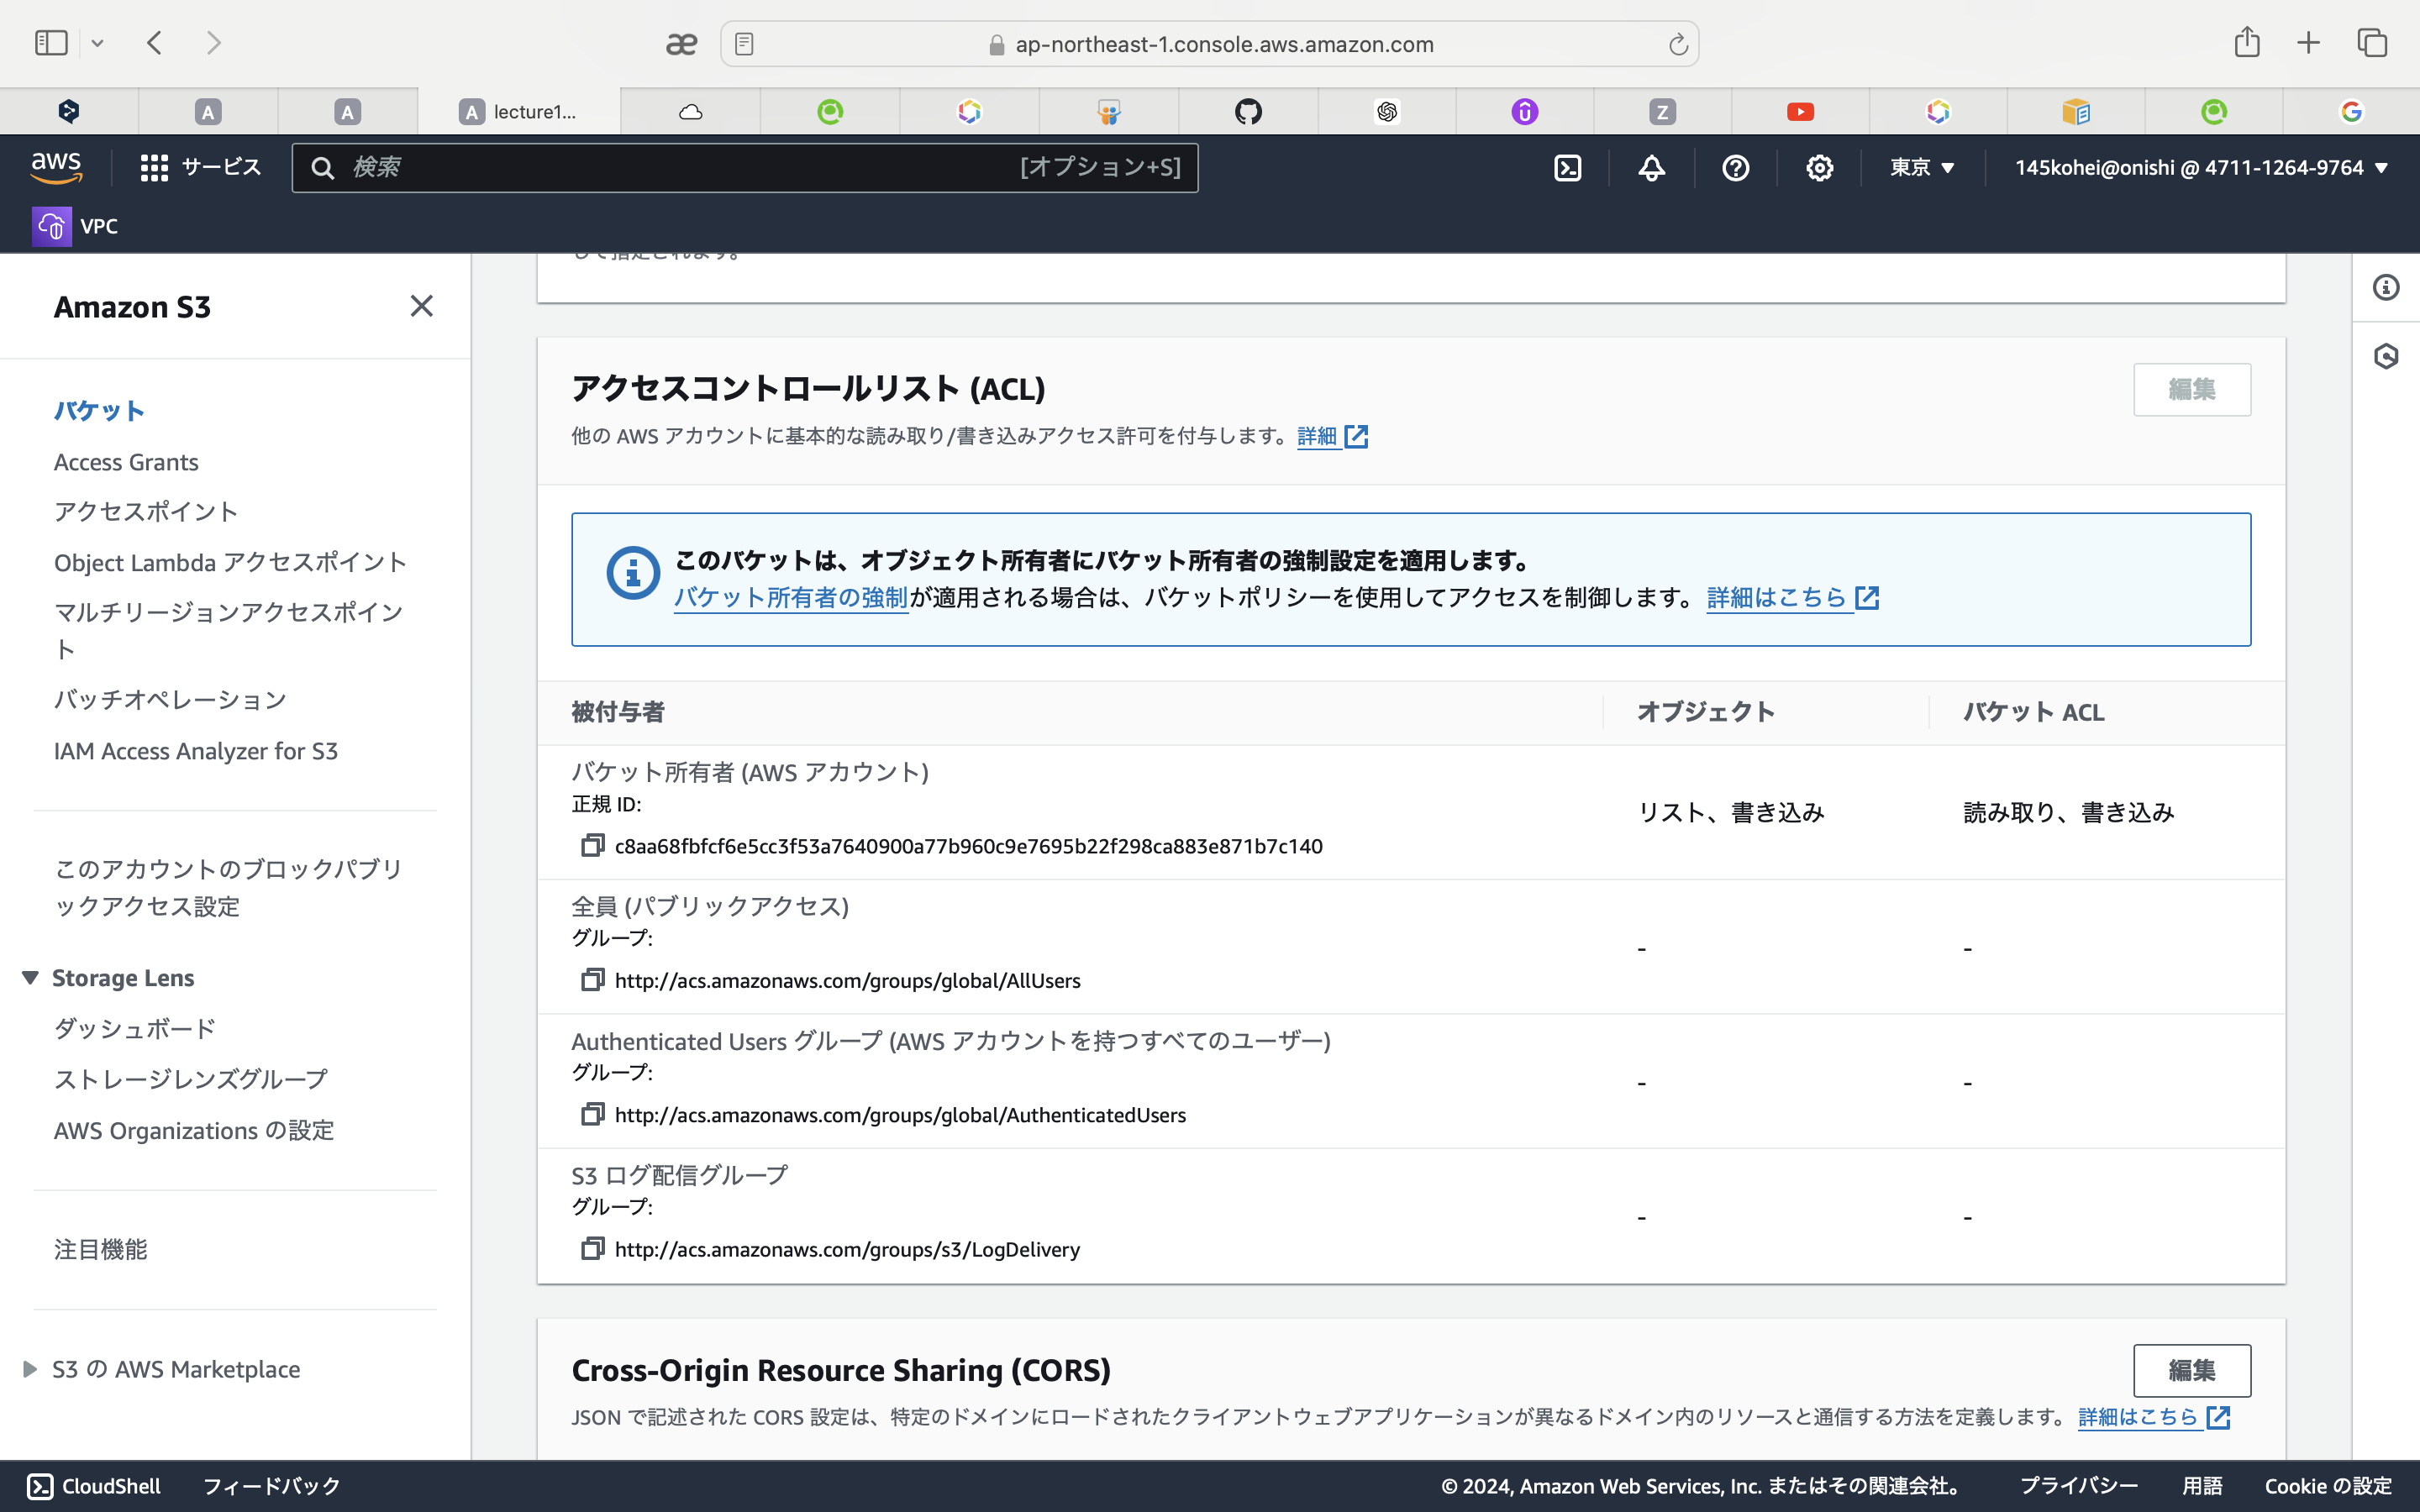 ap-northeast-1.console.aws.amazon.com
lecture1...
aws
サービス
検索
[オプション+S]
東京
145kohei@onishi @ 4711-1264-9764
VPC
して指定されます。
Amazon S3
バケット
Access Grants
アクセスポイント
Object Lambda アクセスポイント
マルチリージョンアクセスポイン
ト
バッチオペレーション
IAM Access Analyzer for S3
このアカウントのブロックパブリ
ックアクセス設定
Storage Lens
ダッシュボード
ストレージレンズグループ
AWS Organizations の設定
注目機能
S3 の AWS Marketplace
アクセスコントロールリスト (ACL)
編集
他の AWS アカウントに基本的な読み取り/書き込みアクセス許可を付与します。 詳細
このバケットは、オブジェクト所有者にバケット所有者の強制設定を適用します。
バケット所有者の強制が適用される場合は、バケットポリシーを使用してアクセスを制御します。 詳細はこちら
被付与者 オブジェクト バケット ACL
バケット所有者 (AWS アカウント)
正規 ID:
c8aa68fbfcf6e5cc3f53a7640900a77b960c9e7695b22f298ca883e871b7c140
リスト、書き込み
読み取り、書き込み
全員 (パブリックアクセス)
グループ:
http://acs.amazonaws.com/groups/global/AllUsers
-
-
Authenticated Users グループ (AWS アカウントを持つすべてのユーザー)
グループ:
http://acs.amazonaws.com/groups/global/AuthenticatedUsers
-
-
S3 ログ配信グループ
グループ:
http://acs.amazonaws.com/groups/s3/LogDelivery
-
-
Cross-Origin Resource Sharing (CORS)
編集
JSON で記述された CORS 設定は、特定のドメインにロードされたクライアントウェブアプリケーションが異なるドメイン内のリソースと通信する方法を定義します。 詳細はこちら
CloudShell
フィードバック
© 2024, Amazon Web Services, Inc. またはその関連会社。
プライバシー
用語
Cookie の設定